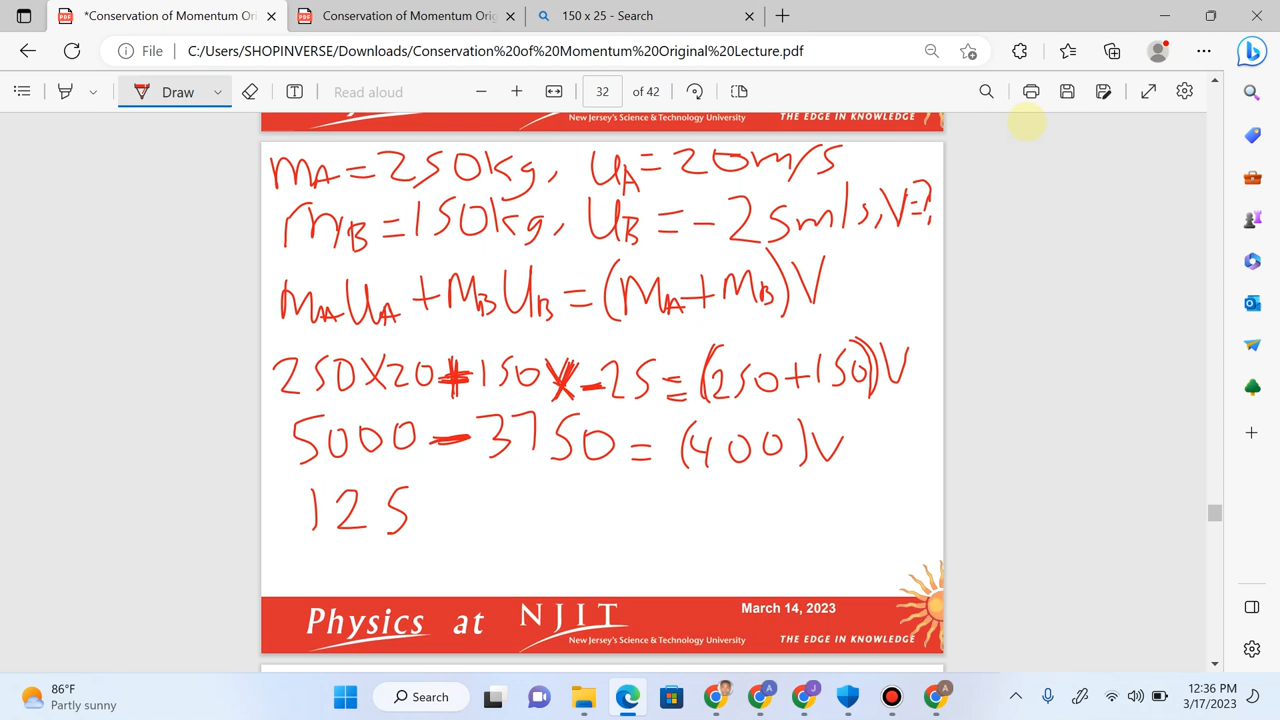 *Conservation of Momentum Ori
Conservation of Momentum Orig
150 x 25 - Search
File
C:/Users/SHOPINVERSE/Downloads/Conservation%20of%20Momentum%20Original%20Lecture.pdf
Draw
Read aloud
32 of 42
New Jersey's Science & Technology University
THE EDGE IN KNOWLEDGE
mA = 250kg, UA = 20m/s
mB = 150kg, UB = -25m/s, V=?
mAUA + mBUB = (mA + mB)V
250X20+150X-25 = (250+150)V
5000 - 3750 = (400)V
125
Physics at NJIT
New Jersey's Science & Technology University
March 14, 2023
THE EDGE IN KNOWLEDGE
86°F
Partly sunny
Search
12:36 PM
3/17/2023